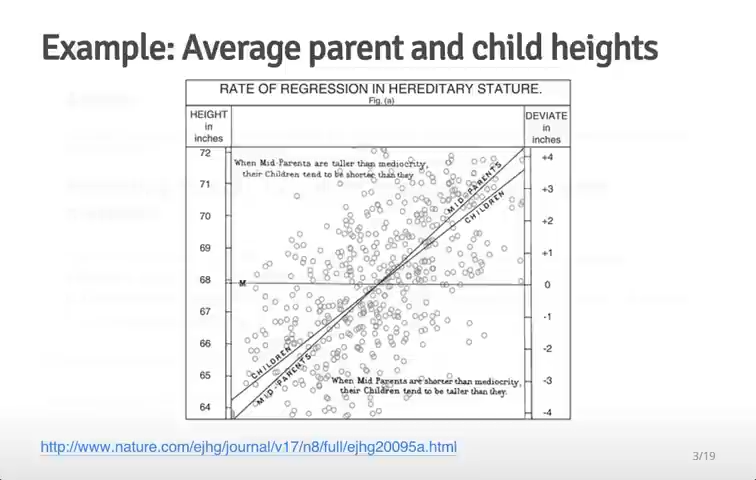 Example: Average parent and child heights
RATE OF REGRESSION IN HEREDITARY STATURE.
Fig. (a)
HEIGHT
in
inches
DEVIATE
in
inches
72
71
70
69
68
67
66
65
64
+4
+3
+2
+1
0
-1
-2
-3
-4
When Mid-Parents are taller than mediocrity,
their Children tend to be shorter than they
MID-PARENTS
CHILDREN
M
CHILDREN
MID-PARENTS
When Mid Parents are shorter than mediocrity,
their Children tend to be taller than they.
http://www.nature.com/ejhg/journal/v17/n8/full/ejhg20095a.html
3/19